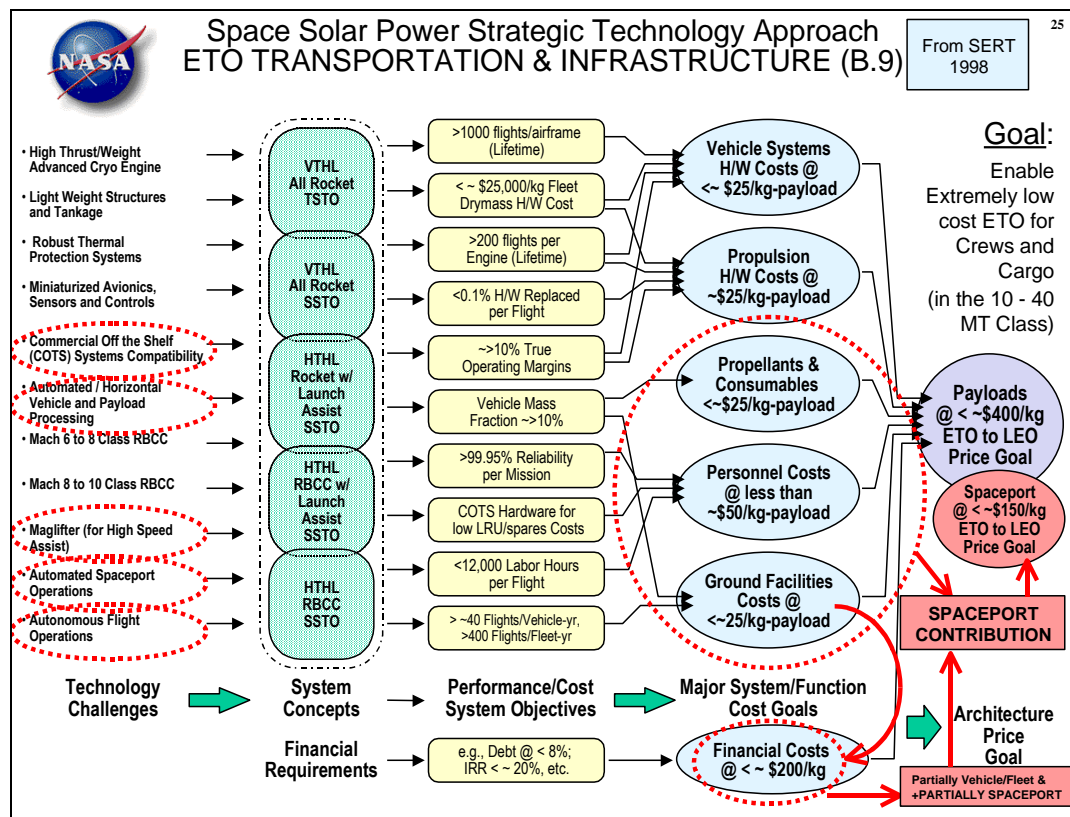 Space Solar Power Strategic Technology Approach
ETO TRANSPORTATION & INFRASTRUCTURE (B.9)
From SERT
1998
25
NASA
• High Thrust/Weight
Advanced Cryo Engine
• Light Weight Structures
and Tankage
• Robust Thermal
Protection Systems
• Miniaturized Avionics,
Sensors and Controls
• Commercial Off the Shelf
(COTS) Systems Compatibility
• Automated / Horizontal
Vehicle and Payload
Processing
• Mach 6 to 8 Class RBCC
• Mach 8 to 10 Class RBCC
• Maglifter (for High Speed
Assist)
• Automated Spaceport
Operations
• Autonomous Flight
Operations
Technology
Challenges
VTHL
All Rocket
TSTO
VTHL
All Rocket
SSTO
HTHL
Rocket w/
Launch
Assist
SSTO
HTHL
RBCC w/
Launch
Assist
SSTO
HTHL
RBCC
SSTO
System
Concepts
Financial
Requirements
>1000 flights/airframe
(Lifetime)
< ~ $25,000/kg Fleet
Drymass H/W Cost
>200 flights per
Engine (Lifetime)
<0.1% H/W Replaced
per Flight
~>10% True
Operating Margins
Vehicle Mass
Fraction ~>10%
>99.95% Reliability
per Mission
COTS Hardware for
low LRU/spares Costs
<12,000 Labor Hours
per Flight
> ~40 Flights/Vehicle-yr,
>400 Flights/Fleet-yr
Performance/Cost
System Objectives
e.g., Debt @ < 8%;
IRR < ~ 20%, etc.
Vehicle Systems
H/W Costs @
<~ $25/kg-payload
Propulsion
H/W Costs @
~$25/kg-payload
Propellants &
Consumables
<~$25/kg-payload
Personnel Costs
@ less than
~$50/kg-payload
Ground Facilities
Costs @
<~25/kg-payload
Major System/Function
Cost Goals
Financial Costs
@ < ~ $200/kg
Goal:
Enable
Extremely low
cost ETO for
Crews and
Cargo
(in the 10 - 40
MT Class)
Payloads
@ < ~$400/kg
ETO to LEO
Price Goal
Spaceport
@ < ~$150/kg
ETO to LEO
Price Goal
SPACEPORT
CONTRIBUTION
Architecture
Price
Goal
Partially Vehicle/Fleet &
+PARTIALLY SPACEPORT